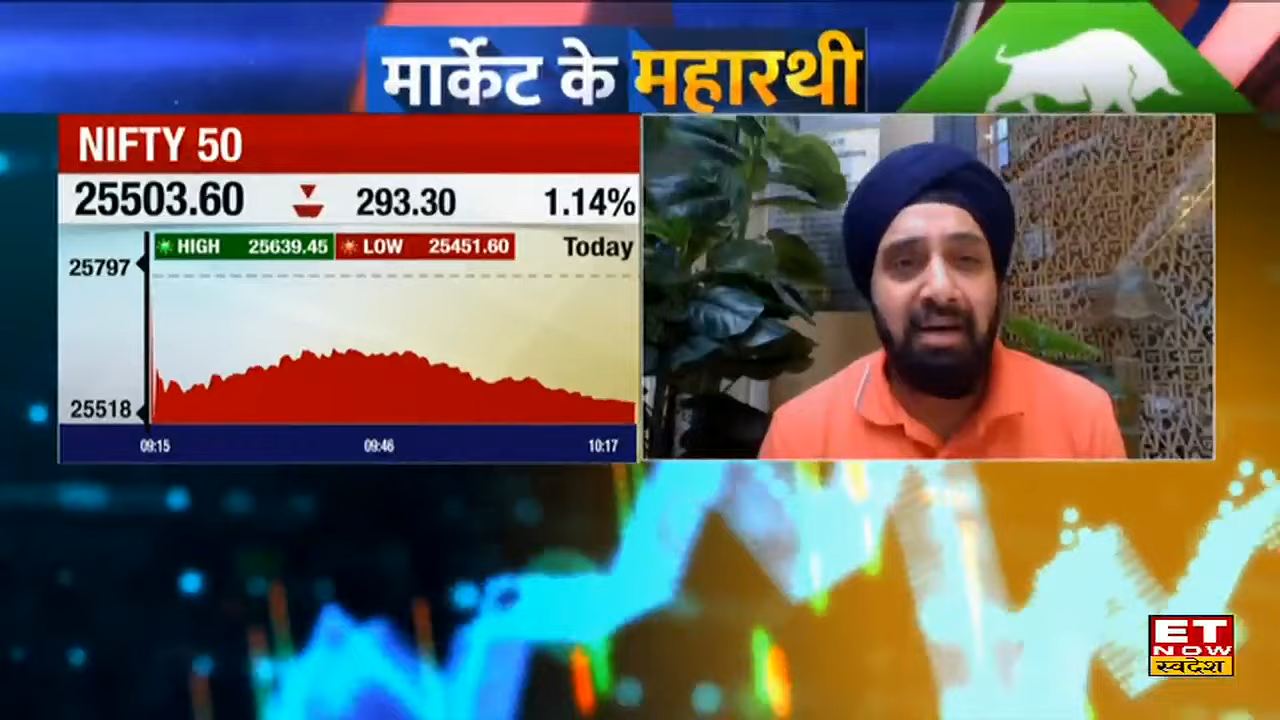 मार्केट के महारथी
NIFTY 50
25503.60 293.30 1.14%
HIGH 25639.45 LOW 25451.60 Today
25797
25518
09:15 09:46 10:17
ET
NOW
स्वदेश